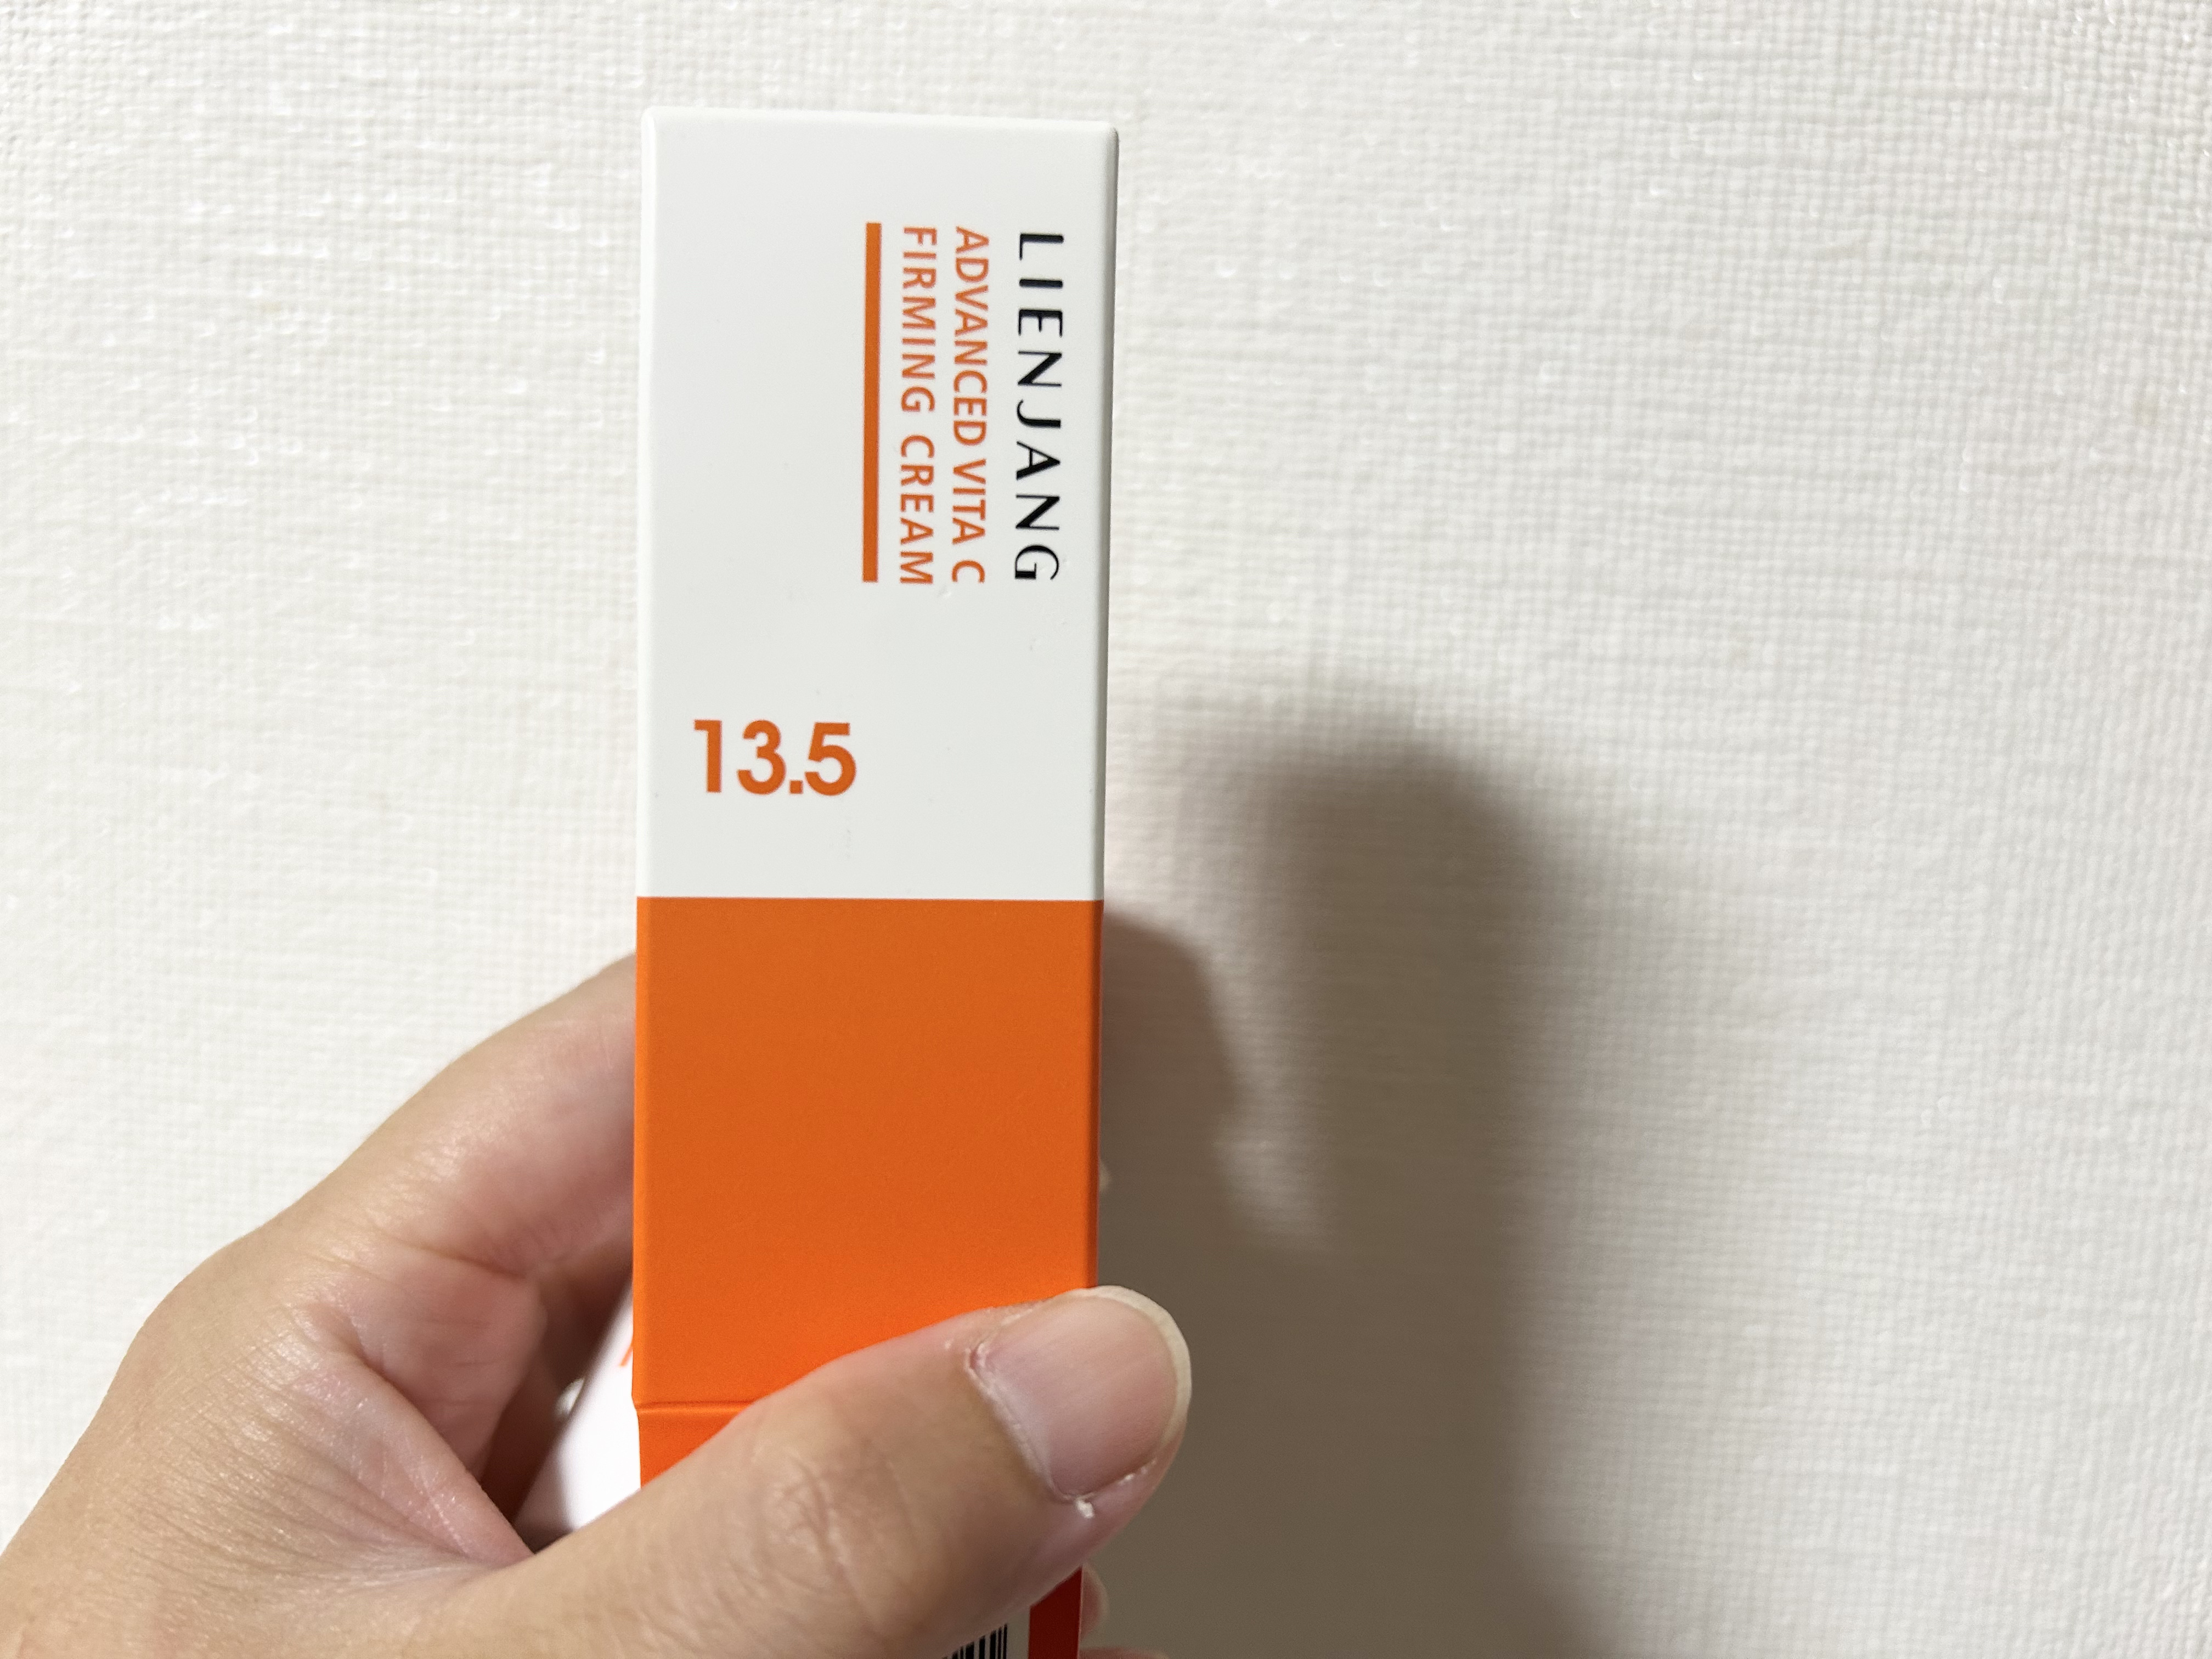 LIENJANG
ADVANCED VITA C
FIRMING CREAM
13.5